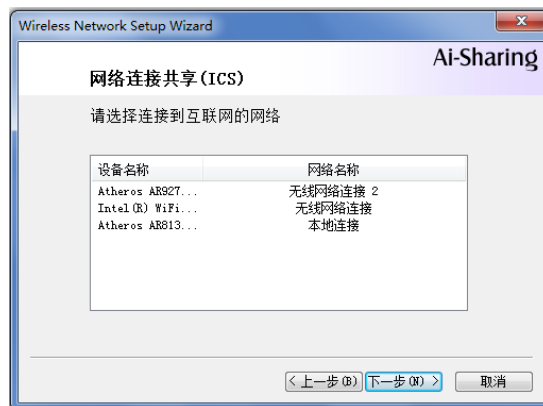 Wireless Network Setup Wizard
Ai-Sharing
网络连接共享(ICS)
请选择连接到互联网的网络
设备名称 网络名称
Atheros AR927... 无线网络连接 2
Intel(R) WiFi... 无线网络连接
Atheros AR813... 本地连接
< 上一步(B) 下一步(N) > 取消